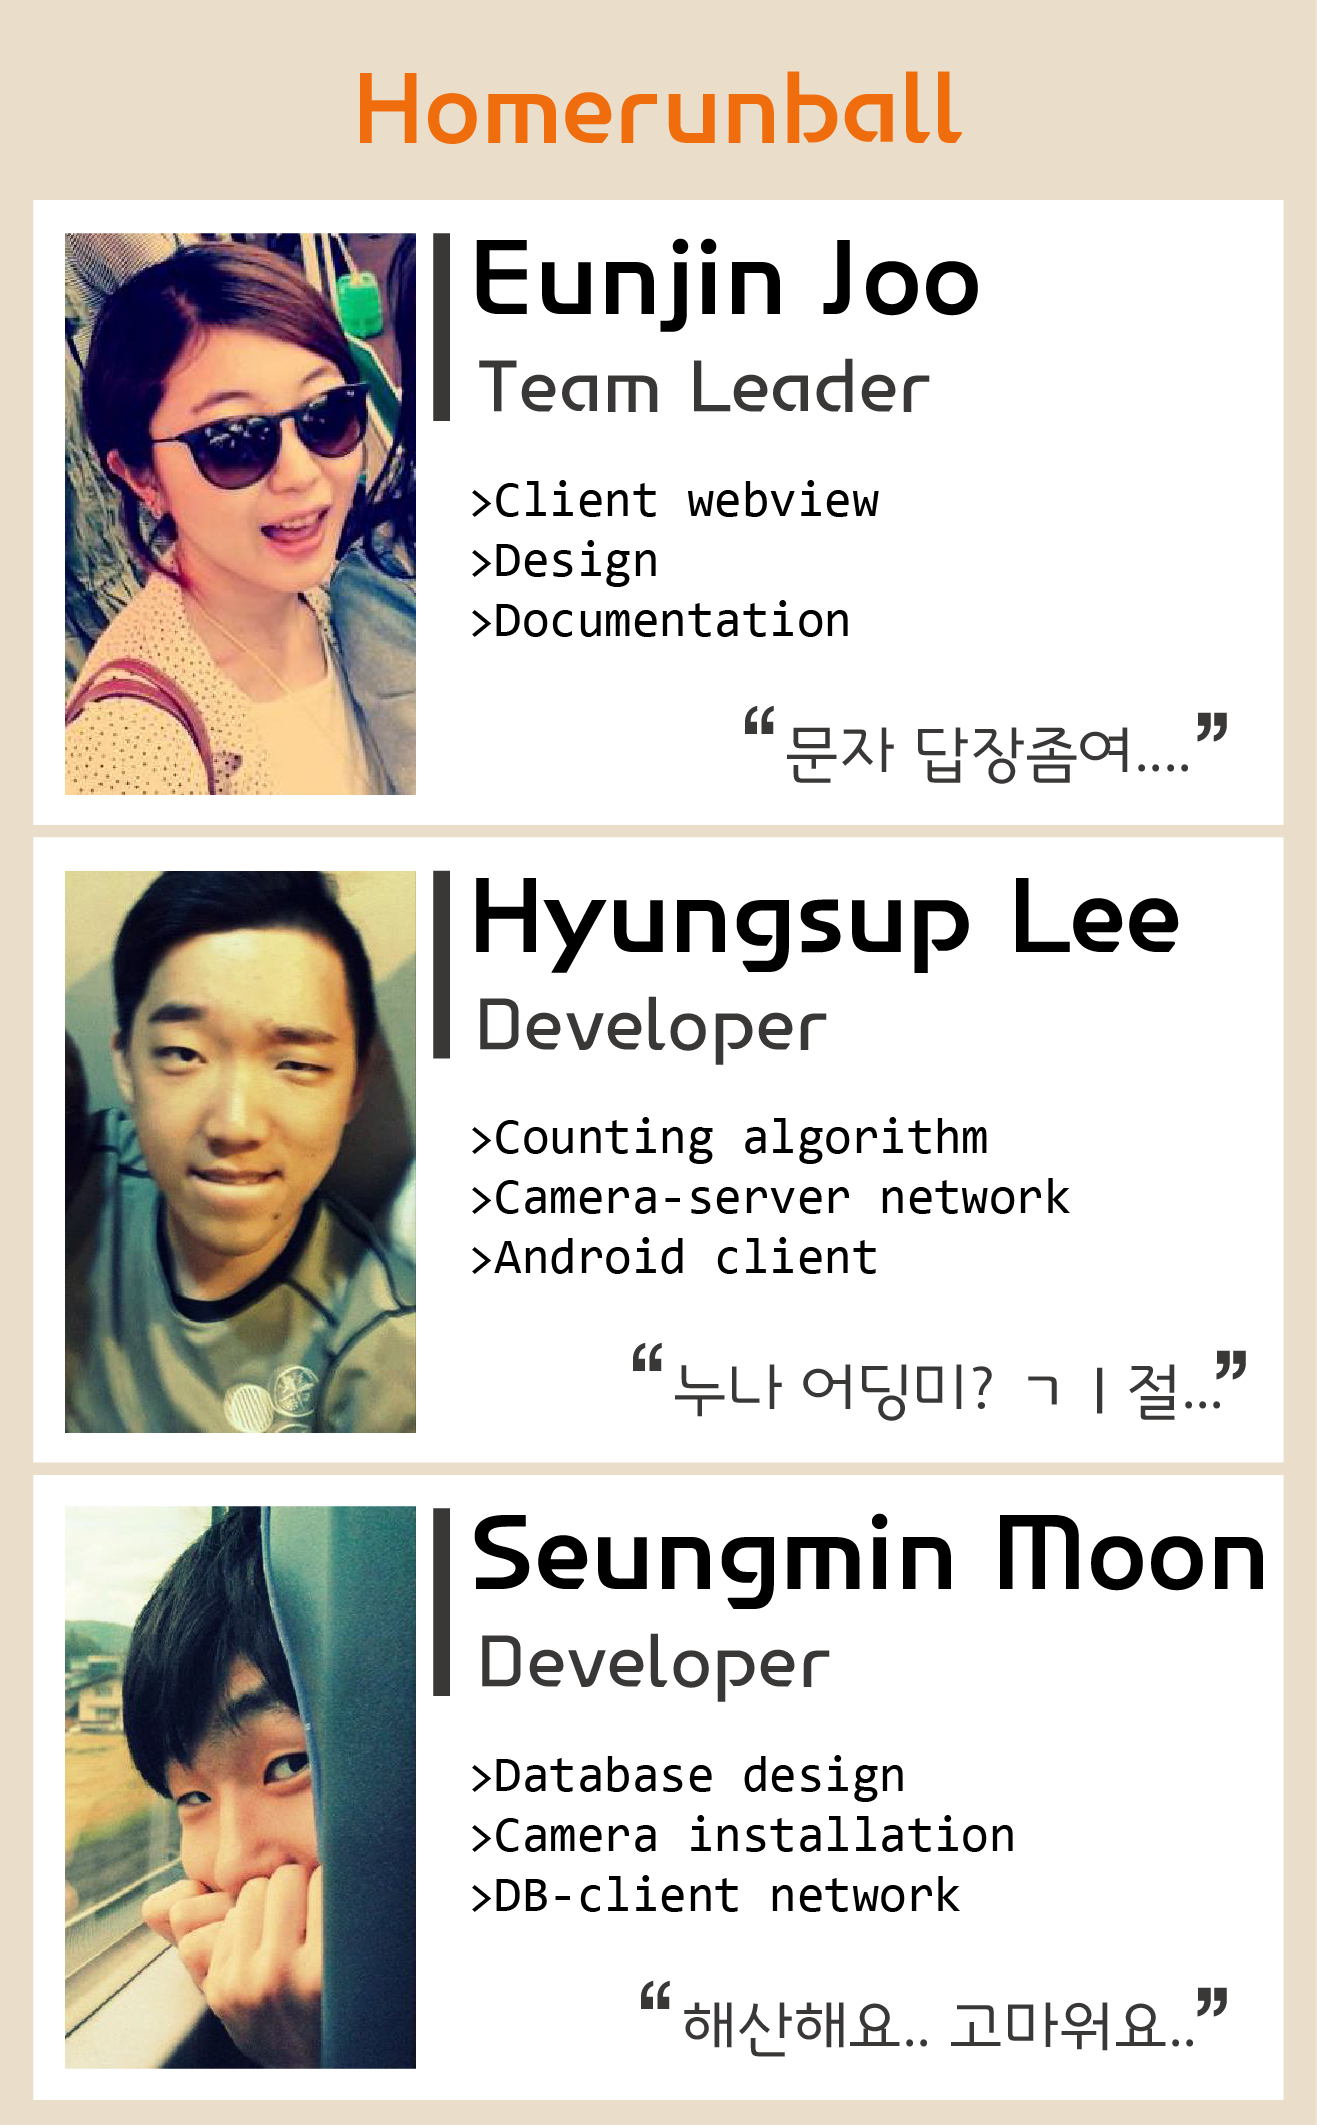 Homerunball
Eunjin Joo
Team Leader
>Client webview
>Design
>Documentation
“문자 답장좀여....”
Hyungsup Lee
Developer
>Counting algorithm
>Camera-server network
>Android client
“누나 어딩미? ㄱㅣ절...”
Seungmin Moon
Developer
>Database design
>Camera installation
>DB-client network
“해산해요.. 고마워요..”